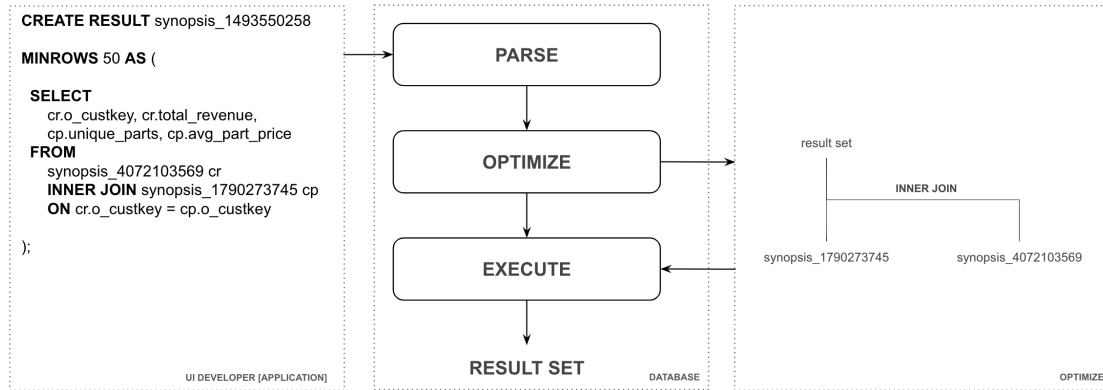 CREATE RESULT synopsis_1493550258
MINROWS 50 AS (
SELECT
cr.o_custkey, cr.total_revenue,
cp.unique_parts, cp.avg_part_price
FROM
synopsis_4072103569 cr
INNER JOIN synopsis_1790273745 cp
ON cr.o_custkey = cp.o_custkey
);
UI DEVELOPER [APPLICATION]
PARSE
OPTIMIZE
EXECUTE
RESULT SET
DATABASE
result set
INNER JOIN
synopsis_1790273745 synopsis_4072103569
OPTIMIZE